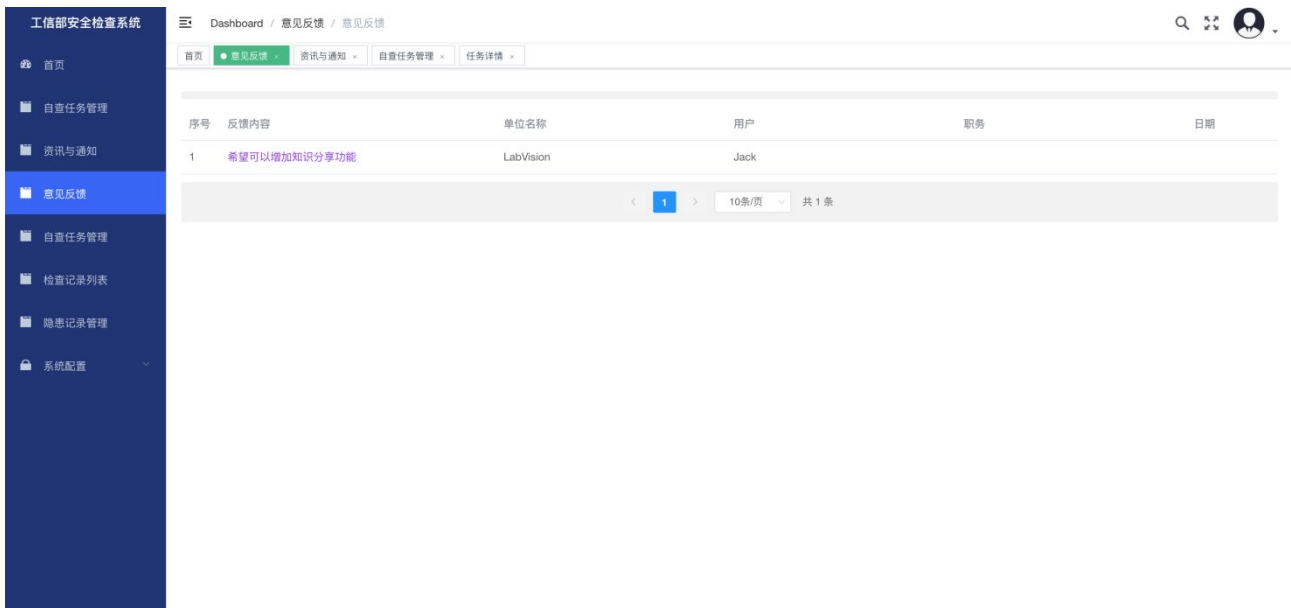 工信部安全检查系统
Dashboard / 意见反馈 / 意见反馈
首页 意见反馈 × 资讯与通知 × 自查任务管理 × 任务详情 ×
首页
自查任务管理
资讯与通知
意见反馈
自查任务管理
检查记录列表
隐患记录管理
系统配置
序号 反馈内容 单位名称 用户 职务 日期
1 希望可以增加知识分享功能 LabVision Jack
1 10条/页 共 1 条